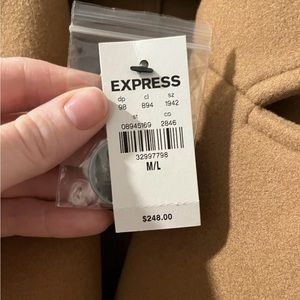 EXPRESS
dp cl sz
98 894 1942
st co
08945169 2846
32997798
M/L
$248.00